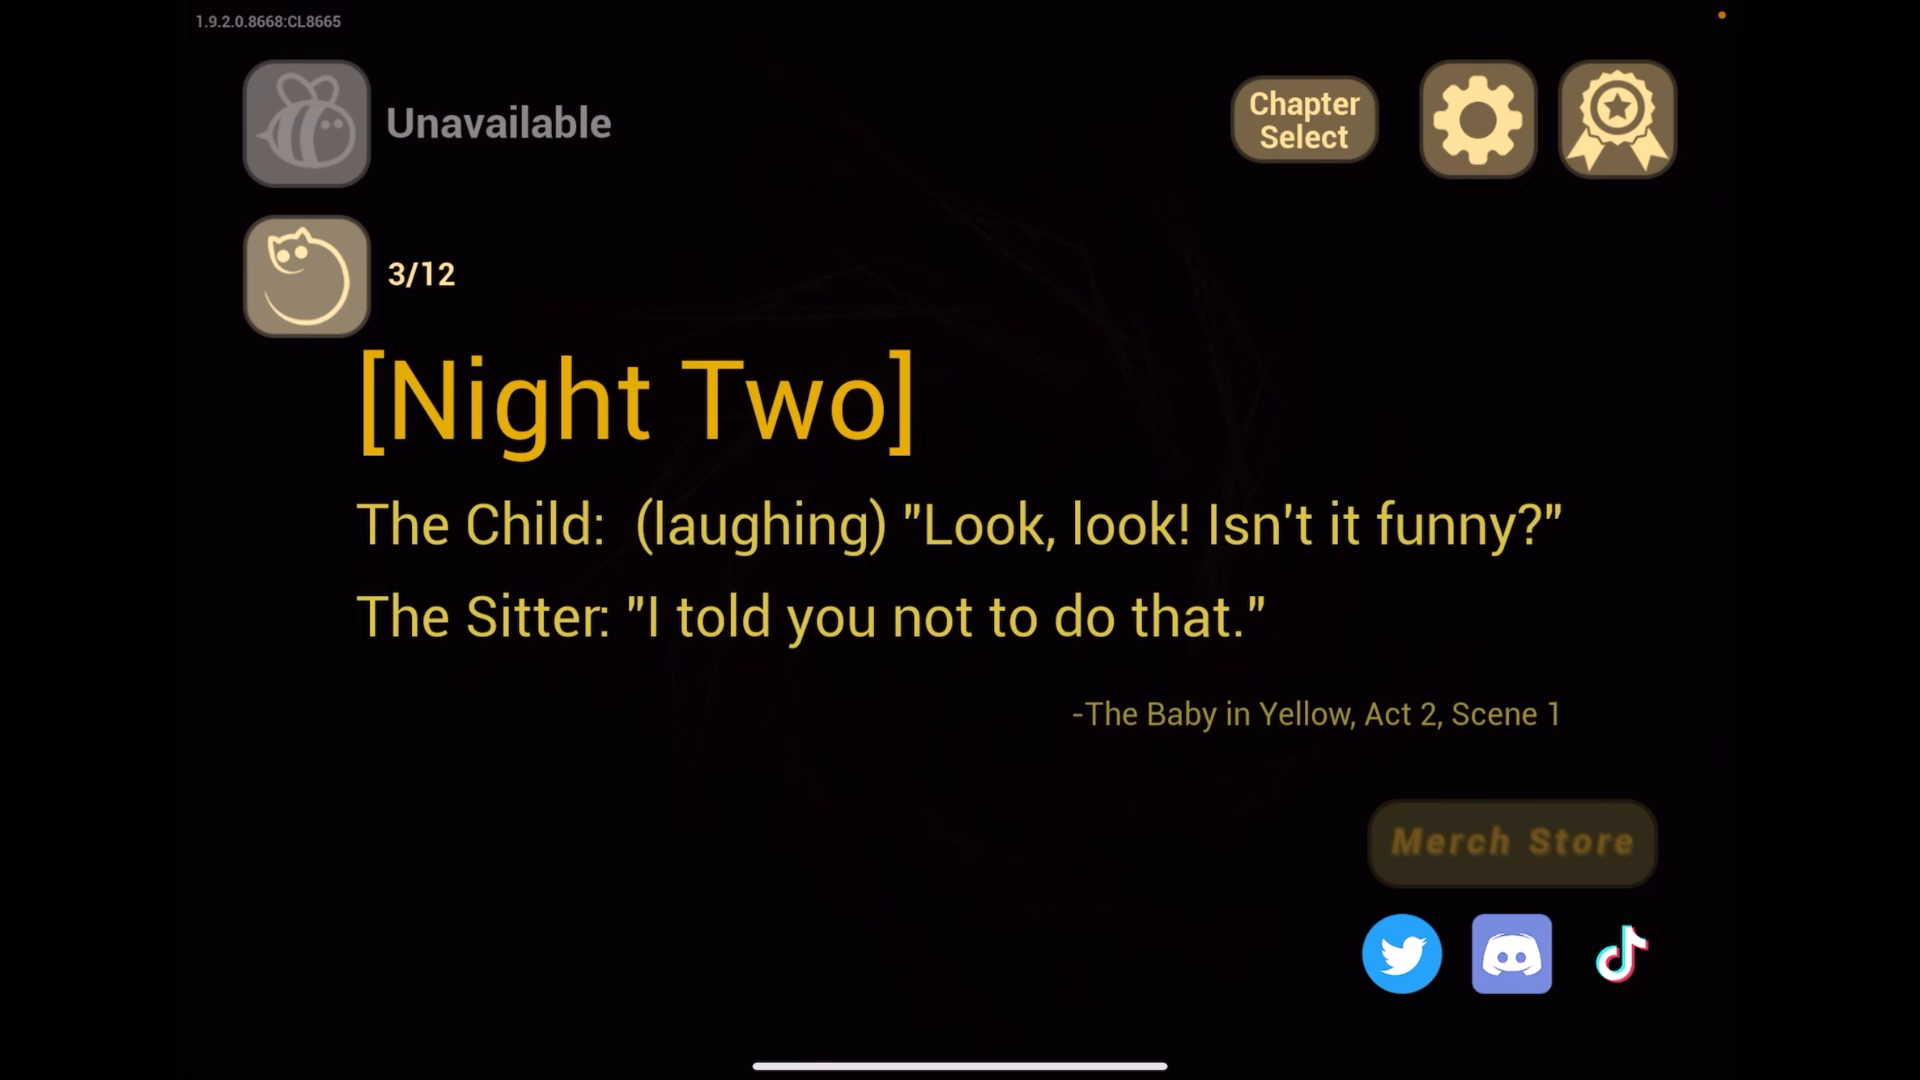 1.9.2.0.8668:CL8665
Unavailable
Chapter
Select
3/12
[Night Two]
The Child:  (laughing) "Look, look! Isn't it funny?"
The Sitter: "I told you not to do that."
-The Baby in Yellow, Act 2, Scene 1
Merch Store